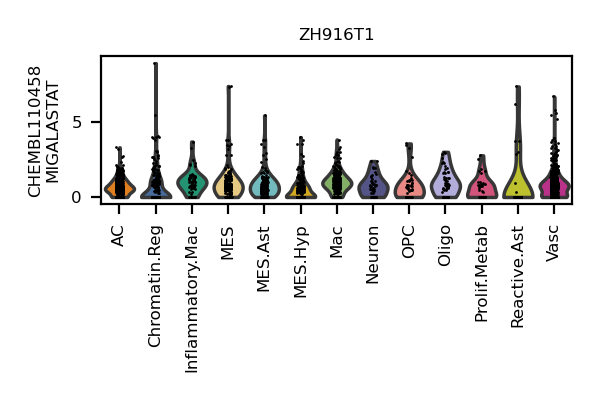 ZH916T1
CHEMBL110458
MIGALASTAT
5
0
AC
Chromatin.Reg
Inflammatory.Mac
MES
MES.Ast
MES.Hyp
Mac
Neuron
OPC
Oligo
Prolif.Metab
Reactive.Ast
Vasc